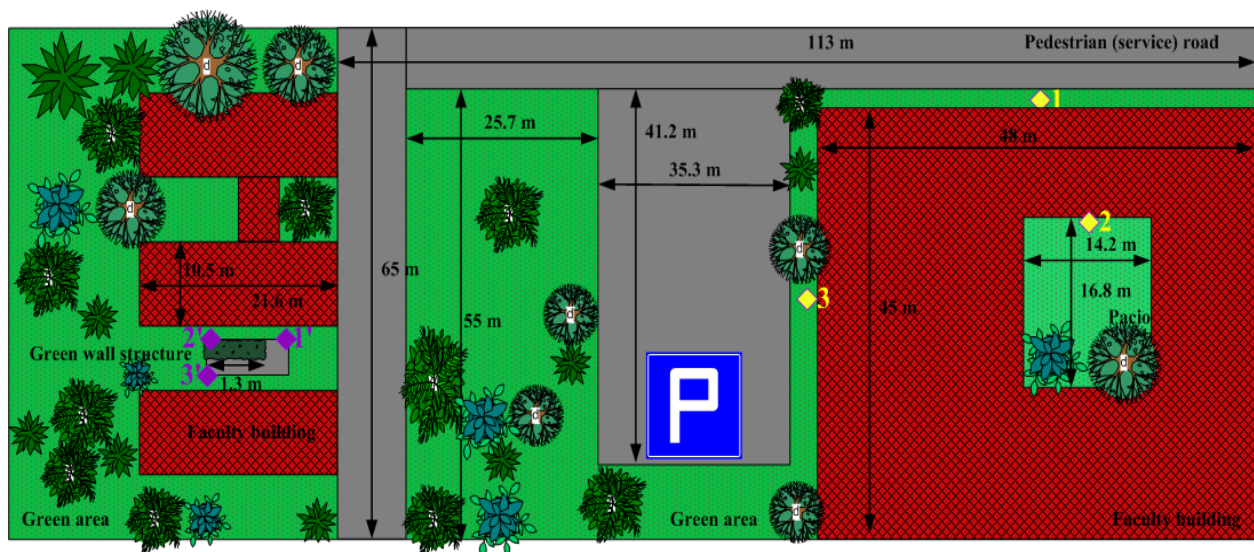 113 m
Pedestrian (service) road
d
d
1
25.7 m
41.2 m
48 m
35.3 m
d
2
14.2 m
d
10.5 m
65 m
16.8 m
21.6 m
3
45 m
55 m
Pacio
d
2'
1'
Green wall structure
d
3'
1.3 m
P
d
Faculty building
Green area
Green area
d
Faculty building